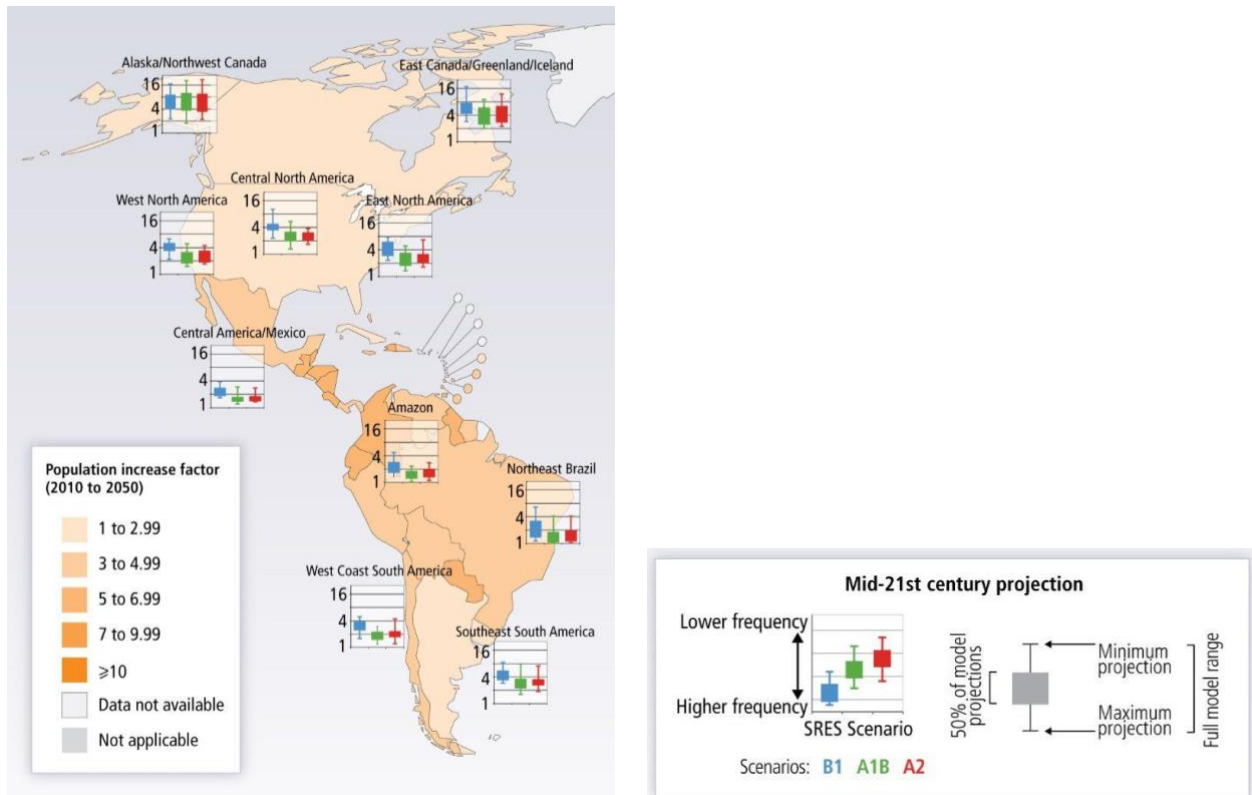 Alaska/Northwest Canada
16
4
1
East Canada/Greenland/Iceland
16
4
1
Central North America
16
4
1
West North America
16
4
1
East North America
16
4
1
Central America/Mexico
16
4
1
Amazon
16
4
1
Northeast Brazil
16
4
1
West Coast South America
16
4
1
Southeast South America
16
4
1
Population increase factor
(2010 to 2050)
1 to 2.99
3 to 4.99
5 to 6.99
7 to 9.99
⩾10
Data not available
Not applicable
Mid-21st century projection
Lower frequency
Higher frequency
SRES Scenario
Scenarios: B1 A1B A2
50% of model
projections
Minimum
projection
Maximum
projection
Full model range